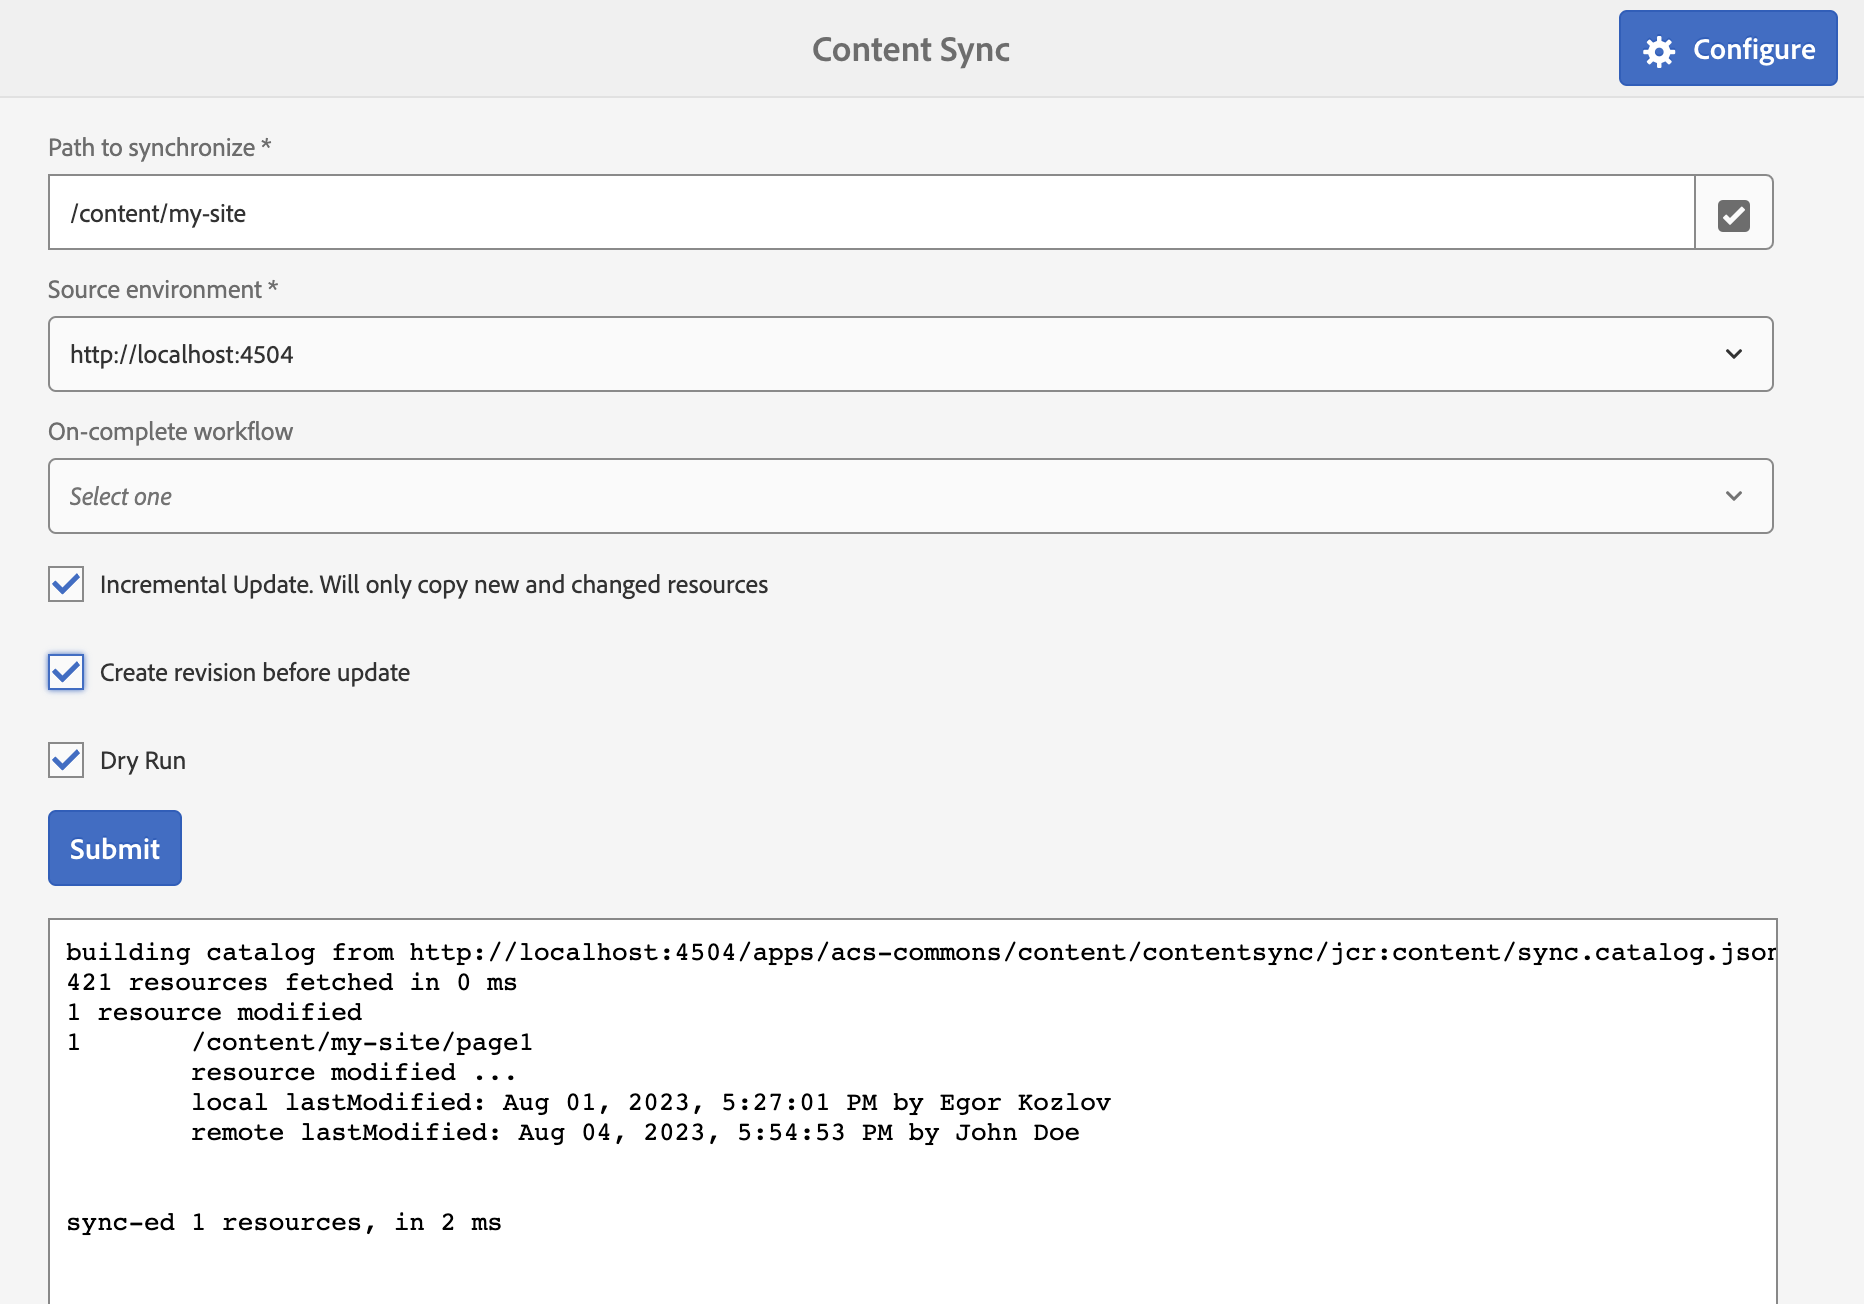 Content Sync
Configure
Path to synchronize *
/content/my-site
Source environment *
http://localhost:4504
On-complete workflow
Select one
Incremental Update. Will only copy new and changed resources
Create revision before update
Dry Run
Submit
building catalog from http://localhost:4504/apps/acs-commons/content/contentsync/jcr:content/sync.catalog.json
421 resources fetched in 0 ms
1 resource modified
1 /content/my-site/page1
resource modified ...
local lastModified: Aug 01, 2023, 5:27:01 PM by Egor Kozlov
remote lastModified: Aug 04, 2023, 5:54:53 PM by John Doe
sync-ed 1 resources, in 2 ms